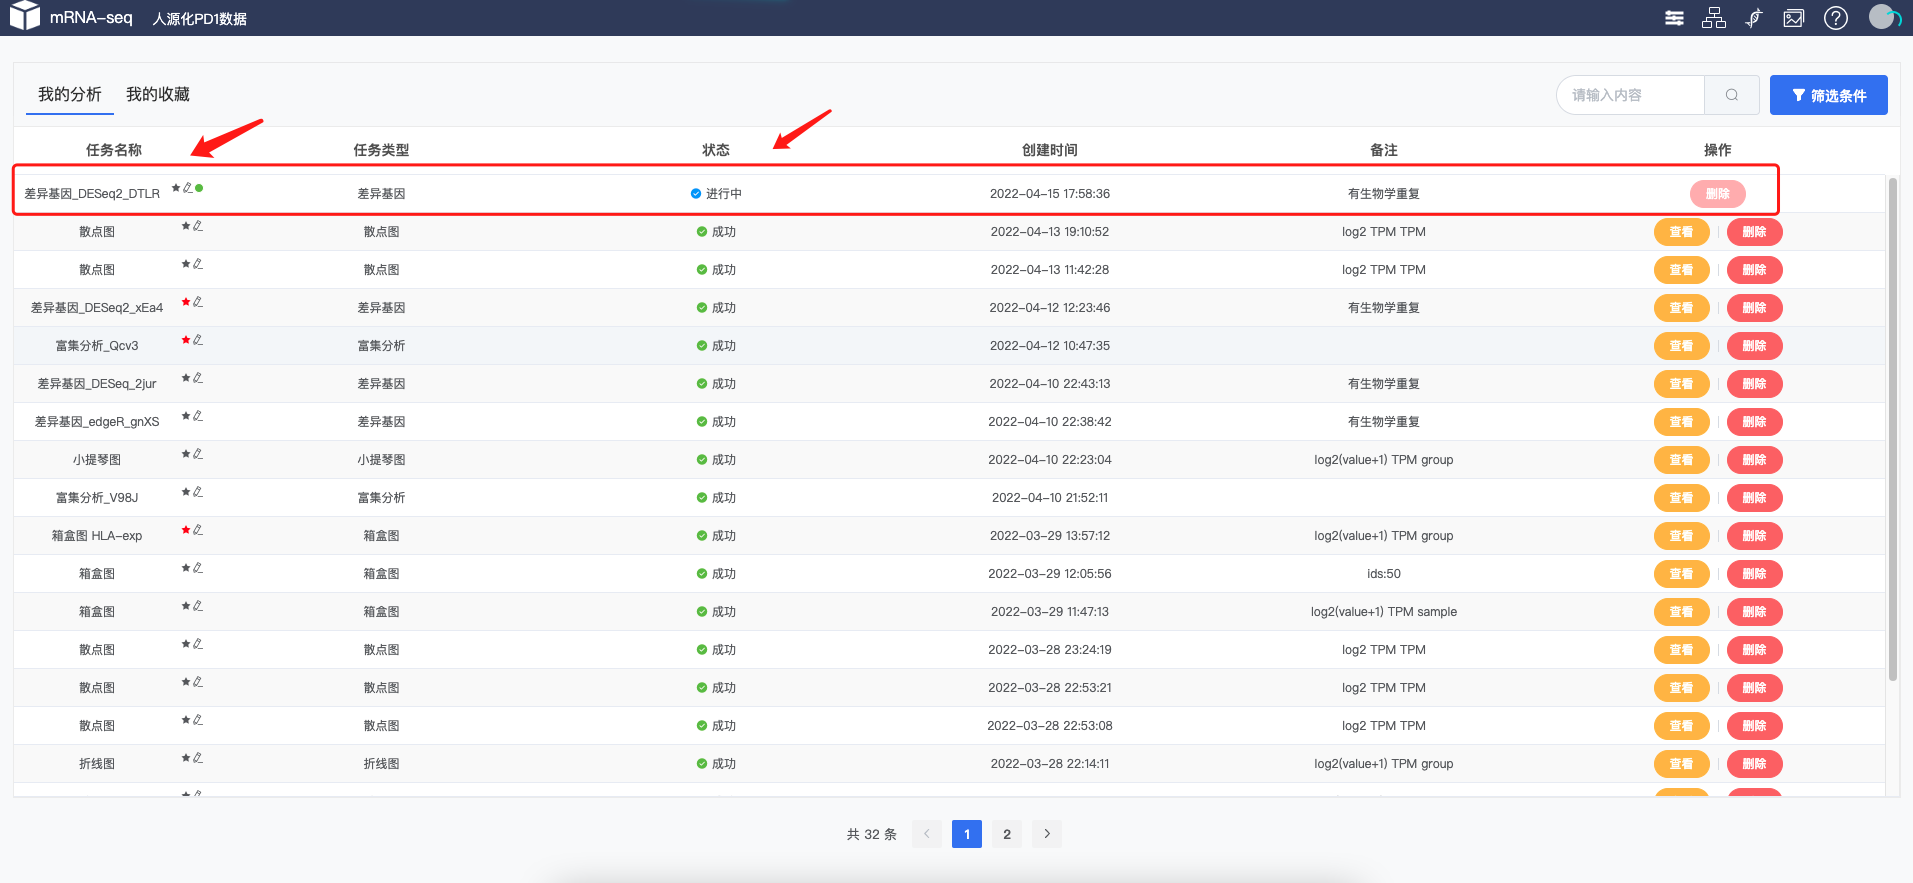 mRNA-seq 人源化PD1数据
我的分析 我的收藏 请输入内容 筛选条件
任务名称 任务类型 状态 创建时间 备注 操作
差异基因_DESeq2_DTLR 差异基因 进行中 2022-04-15 17:58:36 有生物学重复 删除
散点图 散点图 成功 2022-04-13 19:10:52 log2 TPM TPM 查看 删除
散点图 散点图 成功 2022-04-13 11:42:28 log2 TPM TPM 查看 删除
差异基因_DESeq2_xEa4 差异基因 成功 2022-04-12 12:23:46 有生物学重复 查看 删除
富集分析_Qcv3 富集分析 成功 2022-04-12 10:47:35 查看 删除
差异基因_DESeq_2jur 差异基因 成功 2022-04-10 22:43:13 有生物学重复 查看 删除
差异基因_edgeR_gnXS 差异基因 成功 2022-04-10 22:38:42 有生物学重复 查看 删除
小提琴图 小提琴图 成功 2022-04-10 22:23:04 log2(value+1) TPM group 查看 删除
富集分析_V98J 富集分析 成功 2022-04-10 21:52:11 查看 删除
箱盒图 HLA-exp 箱盒图 成功 2022-03-29 13:57:12 log2(value+1) TPM group 查看 删除
箱盒图 箱盒图 成功 2022-03-29 12:05:56 ids:50 查看 删除
箱盒图 箱盒图 成功 2022-03-29 11:47:13 log2(value+1) TPM sample 查看 删除
散点图 散点图 成功 2022-03-28 23:24:19 log2 TPM TPM 查看 删除
散点图 散点图 成功 2022-03-28 22:53:21 log2 TPM TPM 查看 删除
散点图 散点图 成功 2022-03-28 22:53:08 log2 TPM TPM 查看 删除
折线图 折线图 成功 2022-03-28 22:14:11 log2(value+1) TPM group 查看 删除
共 32 条 < 1 2 >